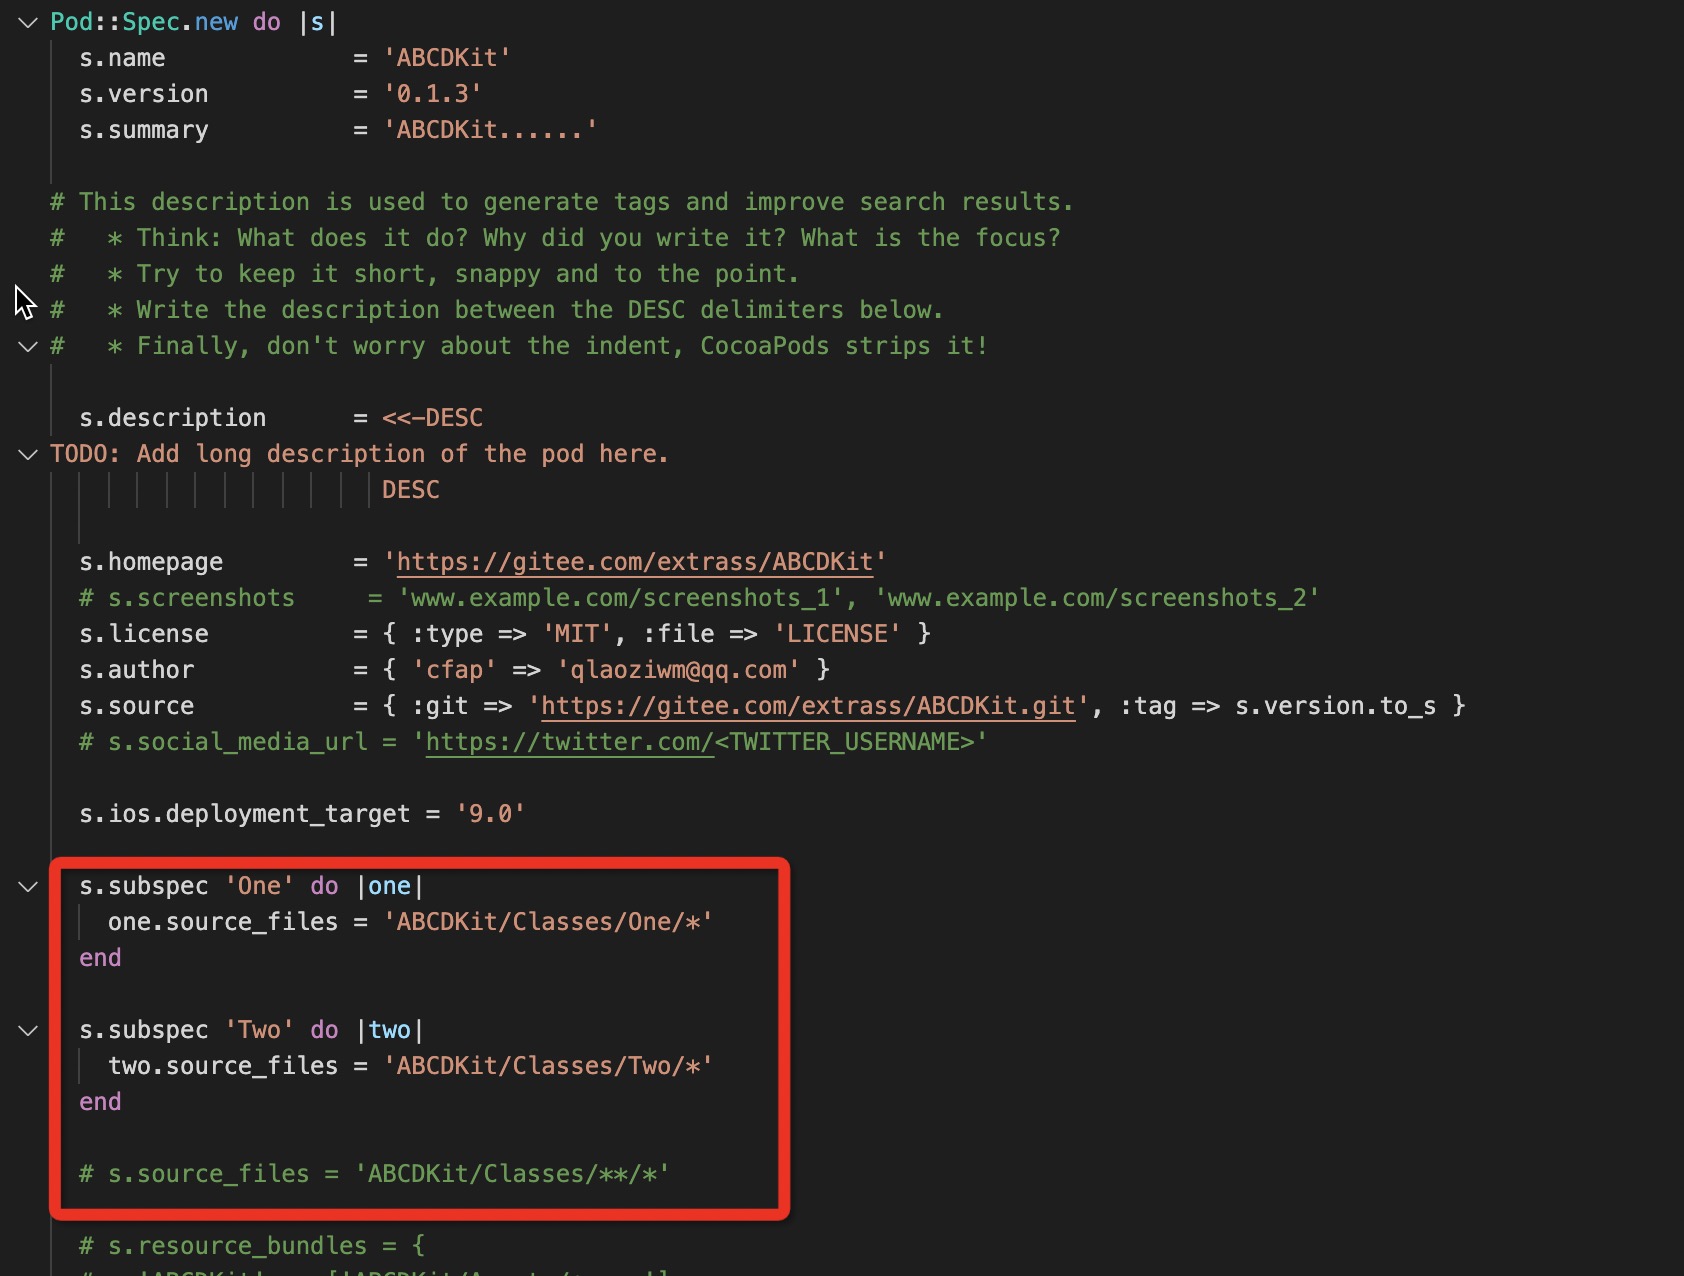 Pod::Spec.new do |s|
  s.name             = 'ABCDKit'
  s.version          = '0.1.3'
  s.summary          = 'ABCDKit......'

# This description is used to generate tags and improve search results.
#   * Think: What does it do? Why did you write it? What is the focus?
#   * Try to keep it short, snappy and to the point.
#   * Write the description between the DESC delimiters below.
#   * Finally, don't worry about the indent, CocoaPods strips it!

  s.description      = <<-DESC
TODO: Add long description of the pod here.
                       DESC

  s.homepage         = 'https://gitee.com/extrass/ABCDKit'
  # s.screenshots     = 'www.example.com/screenshots_1', 'www.example.com/screenshots_2'
  s.license          = { :type => 'MIT', :file => 'LICENSE' }
  s.author           = { 'cfap' => 'qlaoziwm@qq.com' }
  s.source           = { :git => 'https://gitee.com/extrass/ABCDKit.git', :tag => s.version.to_s }
  # s.social_media_url = 'https://twitter.com/<TWITTER_USERNAME>'

  s.ios.deployment_target = '9.0'

  s.subspec 'One' do |one|
    one.source_files = 'ABCDKit/Classes/One/*'
  end

  s.subspec 'Two' do |two|
    two.source_files = 'ABCDKit/Classes/Two/*'
  end

  # s.source_files = 'ABCDKit/Classes/**/*'

  # s.resource_bundles = {